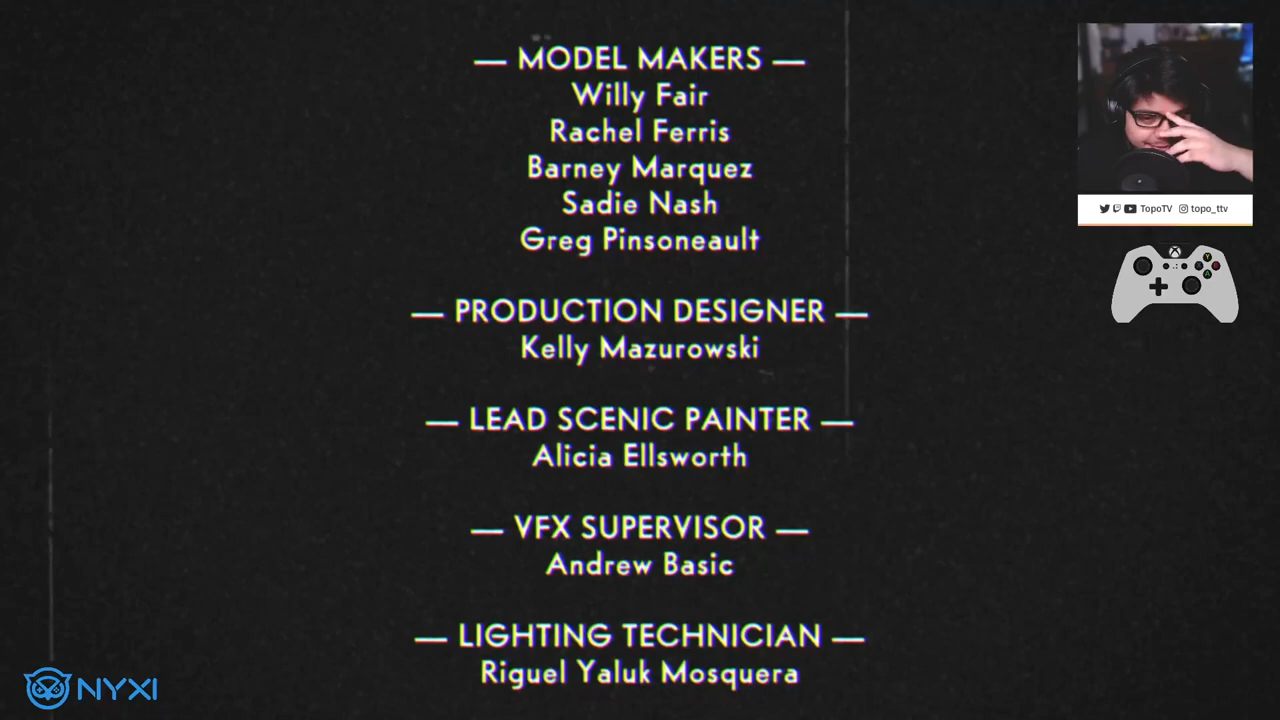 — MODEL MAKERS —
Willy Fair
Rachel Ferris
Barney Marquez
Sadie Nash
Greg Pinsoneault
— PRODUCTION DESIGNER —
Kelly Mazurowski
— LEAD SCENIC PAINTER —
Alicia Ellsworth
— VFX SUPERVISOR —
Andrew Basic
— LIGHTING TECHNICIAN —
Riguel Yaluk Mosquera
TopoTV topo_ttv
Y
X B
A
NYXI